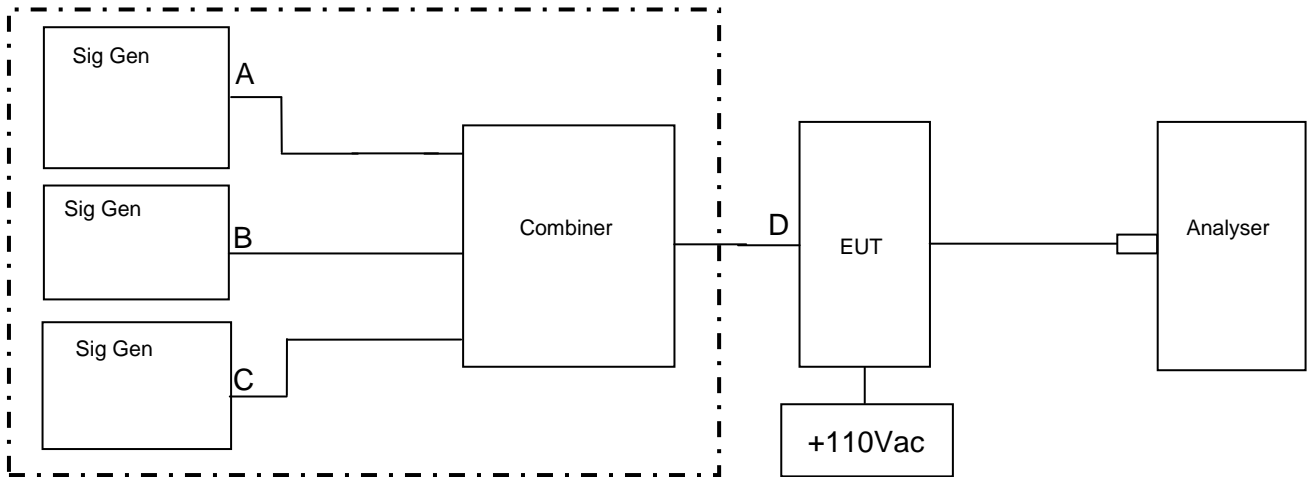 Sig Gen
A
Sig Gen
B
Sig Gen
C
Combiner
D
EUT
+110Vac
Analyser